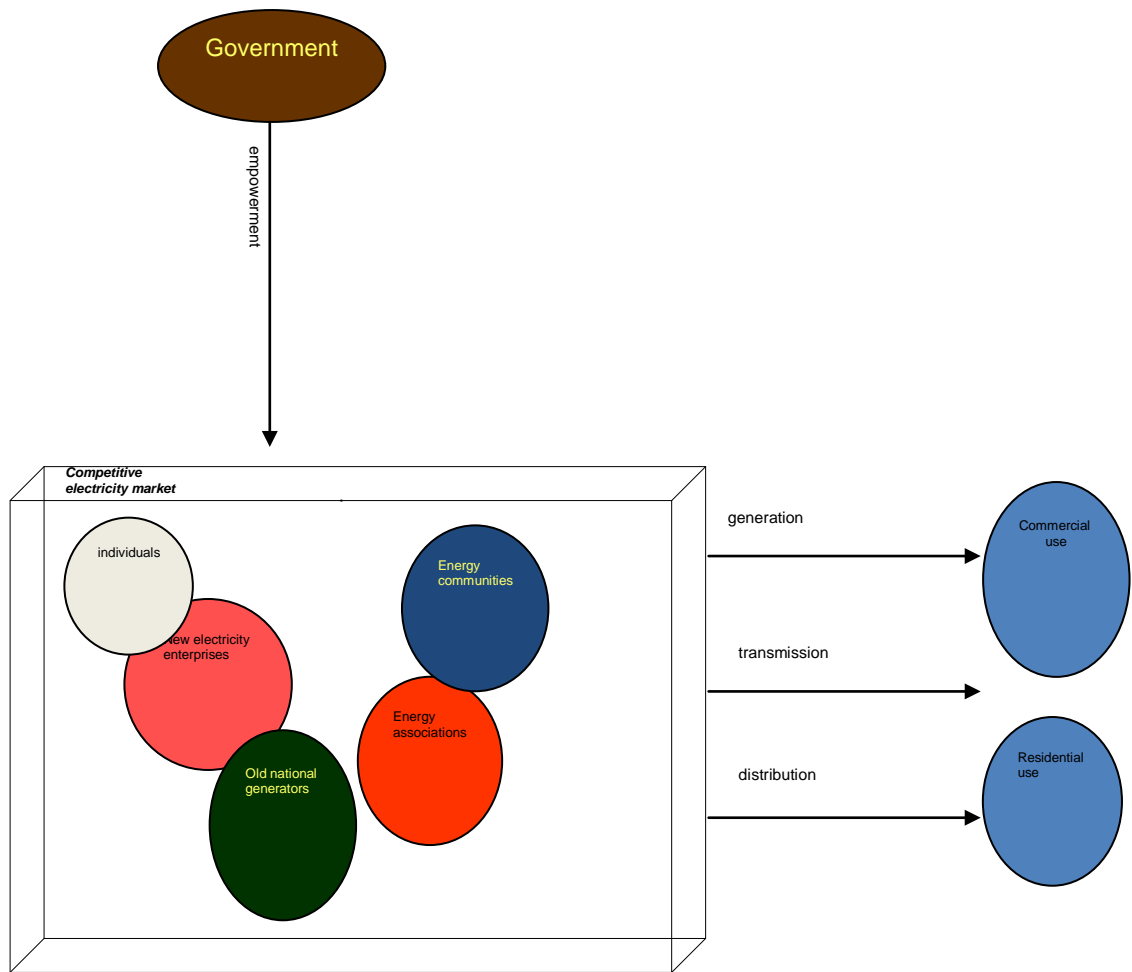 Government
empowerment
Competitive
electricity market
individuals
New electricity
enterprises
Energy
communities
Energy
associations
Old national
generators
generation
transmission
distribution
Commercial
use
Residential
use